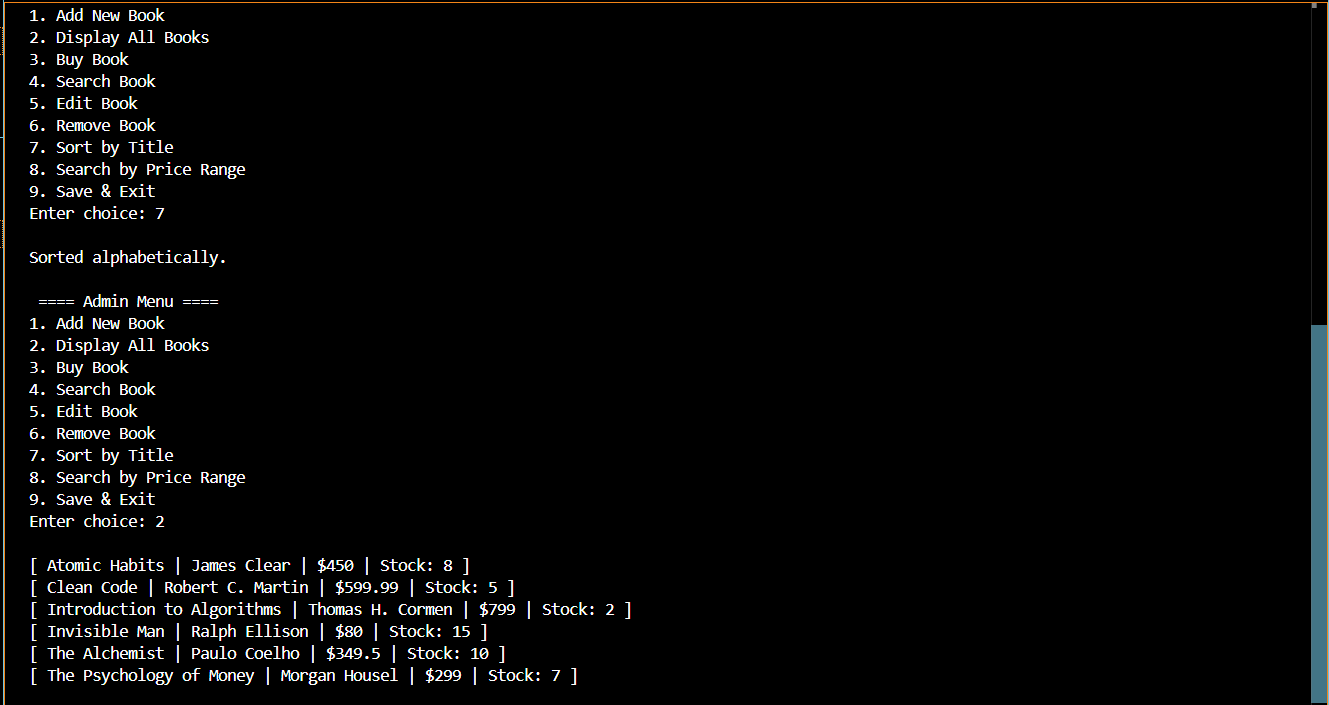 1. Add New Book
2. Display All Books
3. Buy Book
4. Search Book
5. Edit Book
6. Remove Book
7. Sort by Title
8. Search by Price Range
9. Save & Exit
Enter choice: 7
Sorted alphabetically.
==== Admin Menu ====
1. Add New Book
2. Display All Books
3. Buy Book
4. Search Book
5. Edit Book
6. Remove Book
7. Sort by Title
8. Search by Price Range
9. Save & Exit
Enter choice: 2
[ Atomic Habits | James Clear | $450 | Stock: 8 ]
[ Clean Code | Robert C. Martin | $599.99 | Stock: 5 ]
[ Introduction to Algorithms | Thomas H. Cormen | $799 | Stock: 2 ]
[ Invisible Man | Ralph Ellison | $80 | Stock: 15 ]
[ The Alchemist | Paulo Coelho | $349.5 | Stock: 10 ]
[ The Psychology of Money | Morgan Housel | $299 | Stock: 7 ]